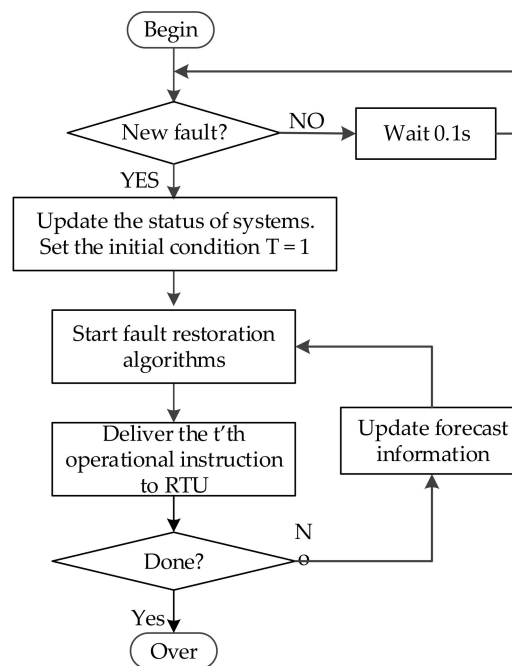 Begin
New fault?
NO
Wait 0.1s
YES
Update the status of systems.
Set the initial condition T = 1
Start fault restoration
algorithms
Deliver the t'th
operational instruction
to RTU
Update forecast
information
N
o
Done?
Yes
Over